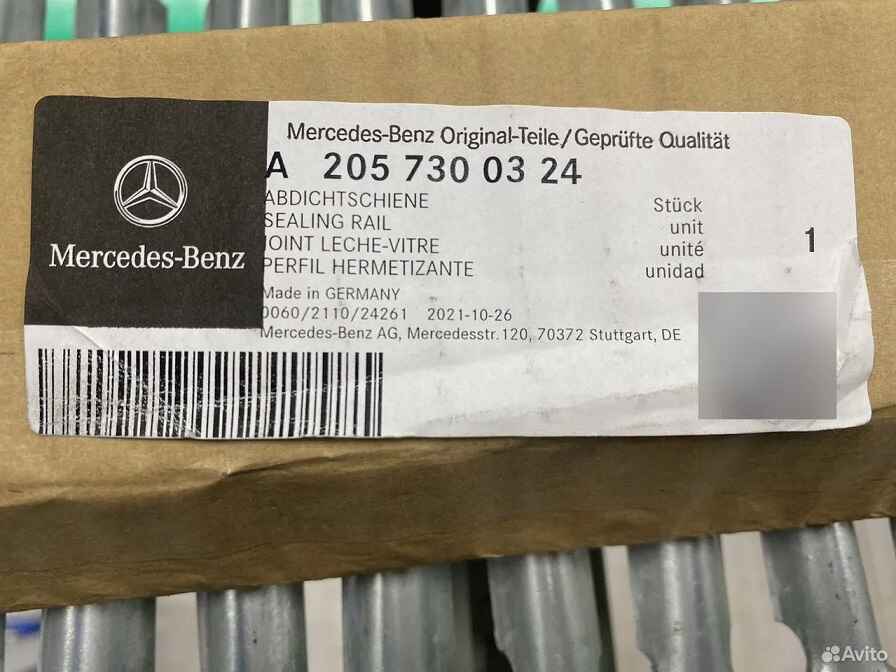 Mercedes-Benz Original-Teile/Geprüfte Qualität
A 205 730 03 24
ABDICHTSCHIENE
SEALING RAIL
JOINT LECHE-VITRE
PERFIL HERMETIZANTE
Stück
unit
unité
unidad
1
Mercedes-Benz
Made in GERMANY
0060/2110/24261 2021-10-26
Mercedes-Benz AG, Mercedesstr.120, 70372 Stuttgart, DE
Avito